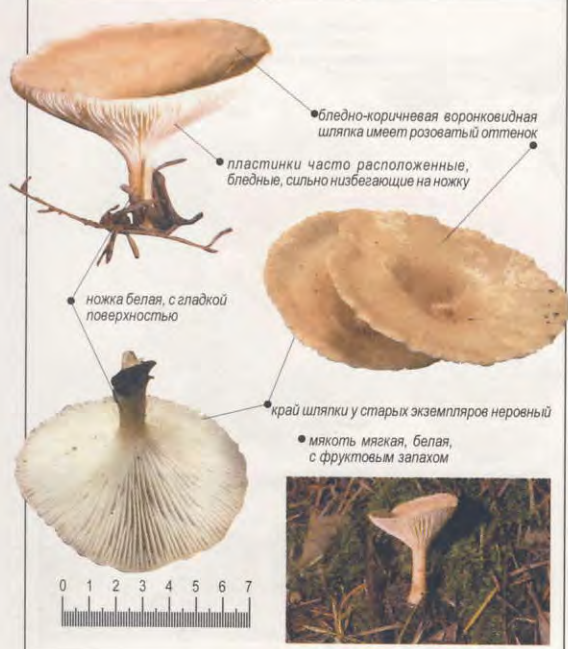 бледно-коричневая воронковидная
шляпка имеет розоватый оттенок
пластинки часто расположенные,
бледные, сильно низбегающие на ножку
ножка белая, с гладкой
поверхностью
край шляпки у старых экземпляров неровный
мякоть мягкая, белая,
с фруктовым запахом
0 1 2 3 4 5 6 7